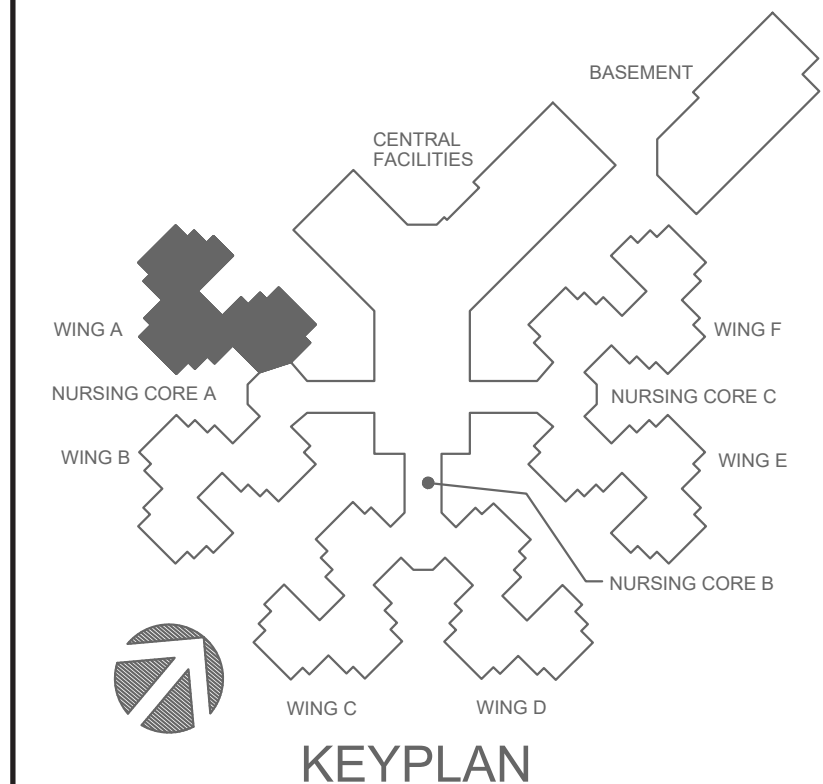 BASEMENT
CENTRAL
FACILITIES
WING A
WING F
NURSING CORE A
NURSING CORE C
WING B
WING E
NURSING CORE B
WING C
WING D
KEYPLAN